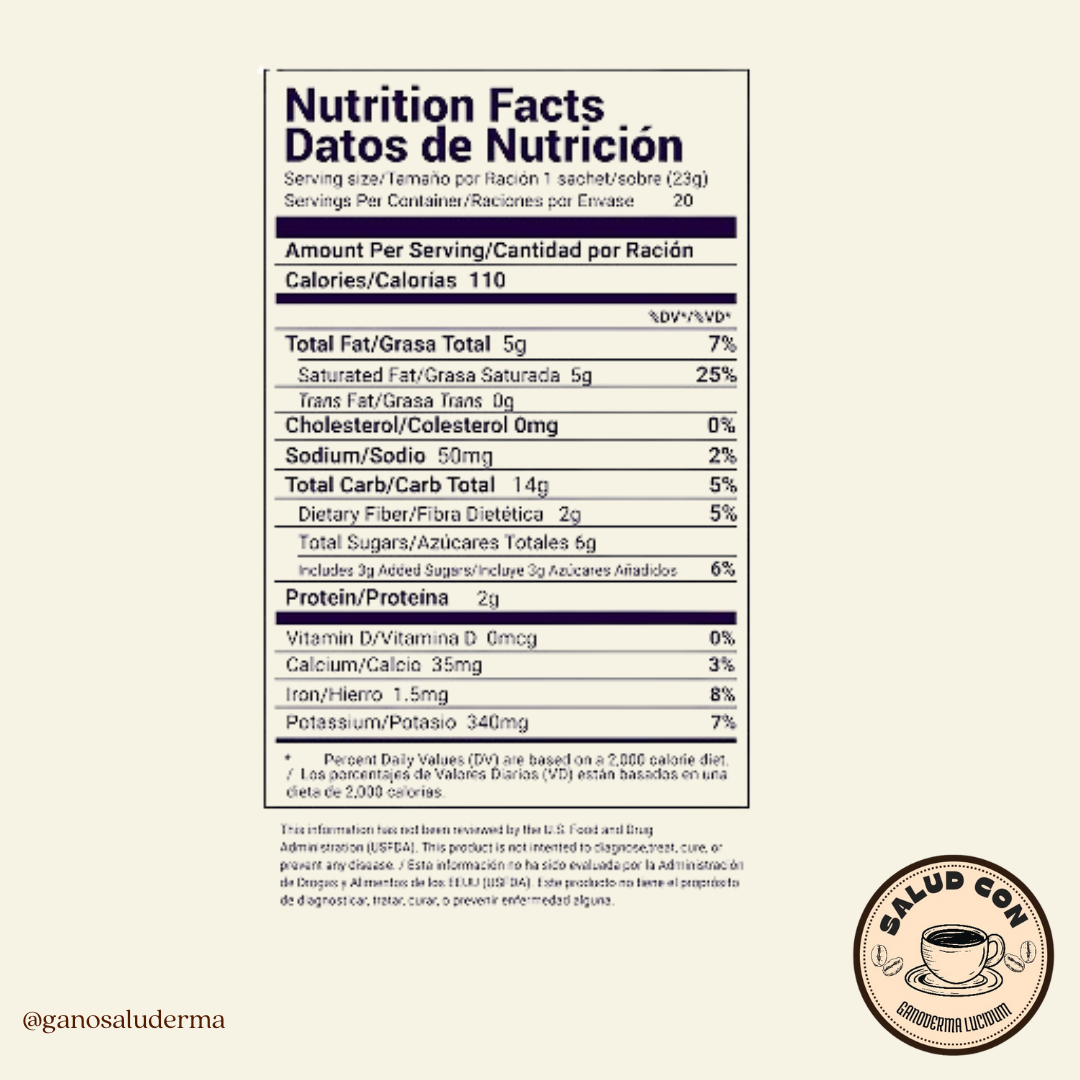 Nutrition Facts
Datos de Nutrición
Serving size/Tamaño por Ración 1 sachet/sobre (23g)
Servings Per Container/Raciones por Envase 20
Amount Per Serving/Cantidad por Ración
Calories/Calorías 110
%DV*/%VD*
Total Fat/Grasa Total 5g 7%
Saturated Fat/Grasa Saturada 5g 25%
Trans Fat/Grasa Trans 0g
Cholesterol/Colesterol 0mg 0%
Sodium/Sodio 50mg 2%
Total Carb/Carb Total 14g 5%
Dietary Fiber/Fibra Dietética 2g 5%
Total Sugars/Azúcares Totales 6g
Includes 3g Added Sugars/Incluye 3g Azúcares Añadidos 6%
Protein/Proteína 2g
Vitamin D/Vitamina D 0mcg 0%
Calcium/Calcio 35mg 3%
Iron/Hierro 1.5mg 8%
Potassium/Potasio 340mg 7%
* Percent Daily Values (DV) are based on a 2,000 calorie diet.
/ Los porcentajes de Valores Diarios (VD) están basados en una
dieta de 2,000 calorías.
This information has not been reviewed by the U.S. Food and Drug
Administration (USFDA). This product is not intented to diagnose,treat, cure, or
prevent any disease. / Esta información no ha sido evaluada por la Administración
de Drogas y Alimentos de los EEUU (USFDA). Este producto no tiene el propósito
de diagnosticar, tratar, curar, o prevenir enfermedad alguna.
SALUD CON
GANODERMA LUCIDUM
@ganosaluderma